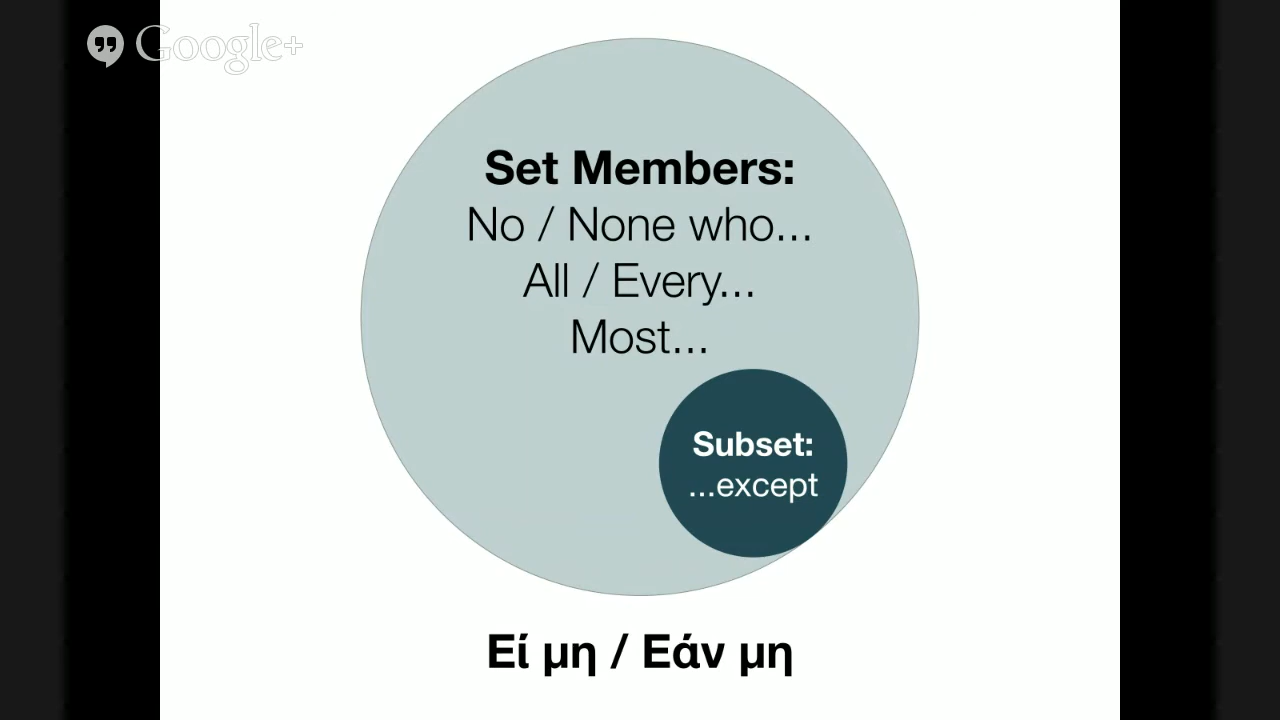 Google+
Set Members:
No / None who...
All / Every...
Most...
Subset:
...except
Εί μη / Εάν μη